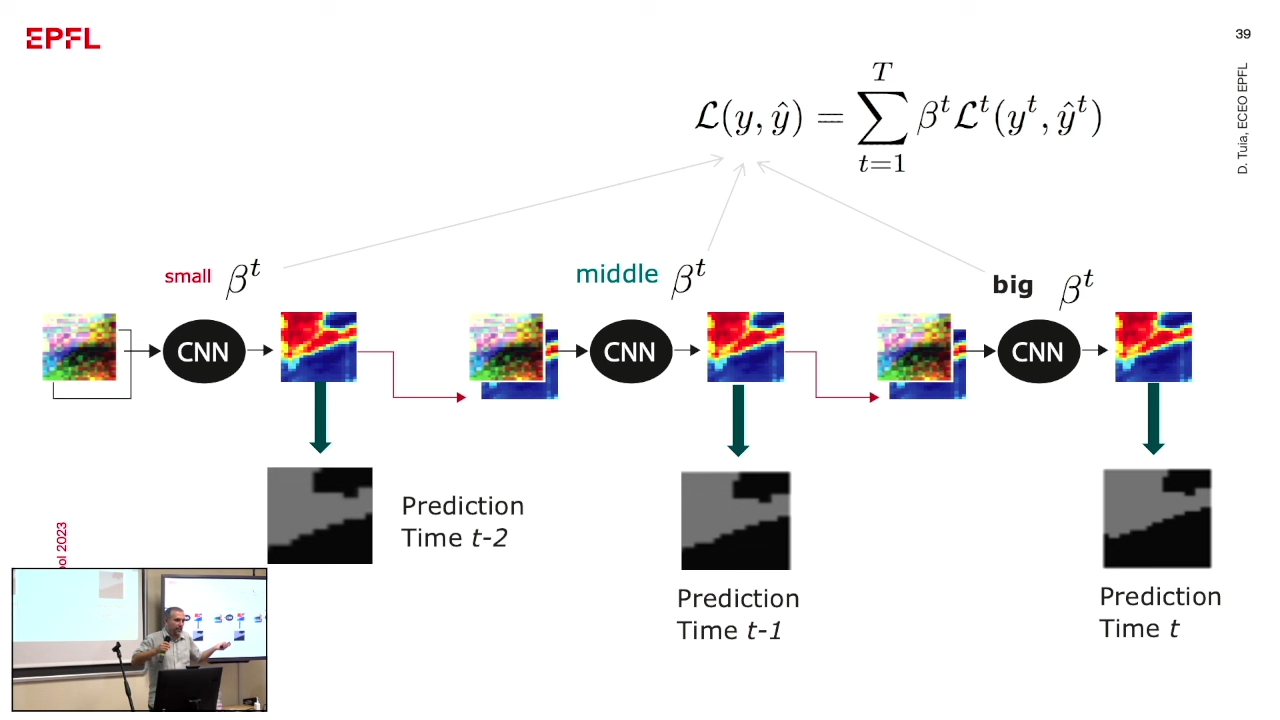 EPFL
39
D. Tuia, ECEO EPFL
𝓛(y, ŷ) = ∑_{t=1}^{T} β^t 𝓛^t(y^t, ŷ^t)
small β^t
middle β^t
big β^t
CNN
CNN
CNN
Prediction
Time t-2
Prediction
Time t-1
Prediction
Time t
2023